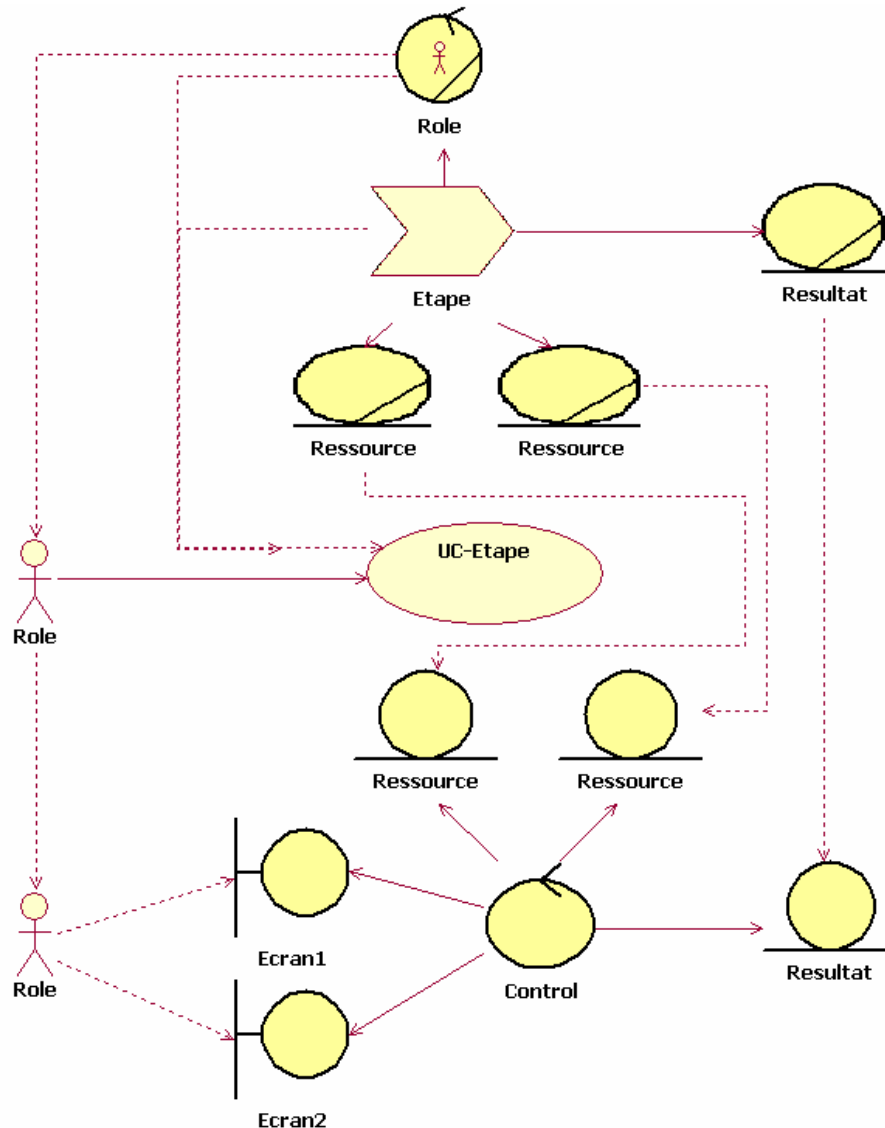 Role
Etape
Resultat
Ressource
Ressource
UC-Etape
Role
Ressource
Ressource
Ecran1
Role
Control
Resultat
Ecran2